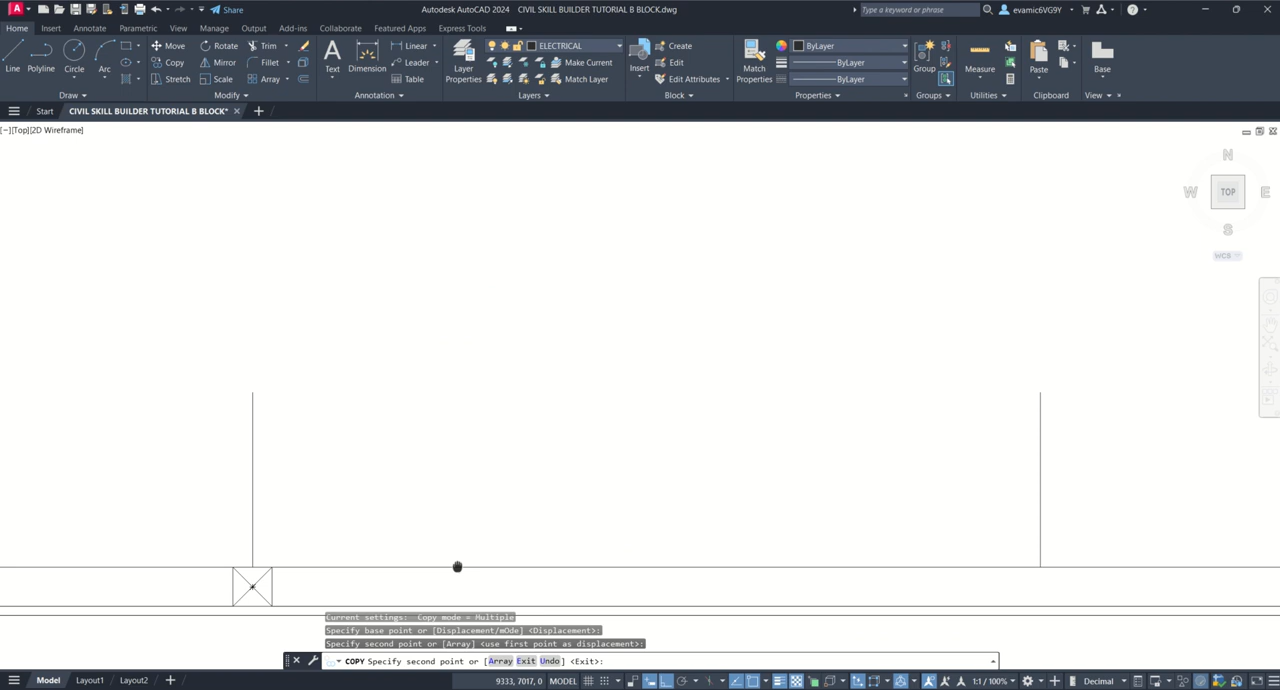 Autodesk AutoCAD 2024 CIVIL SKILL BUILDER TUTORIAL B BLOCK.dwg
Share
Type a keyword or phrase
evamic6VG9Y
Home Insert Annotate Parametric View Manage Output Add-ins Collaborate Featured Apps Express Tools
Line Polyline Circle Arc
Move Rotate Trim
Copy Mirror Fillet
Stretch Scale Array
Text Dimension
Linear
Leader
Table
Layer Properties
ELECTRICAL
Make Current
Match Layer
Insert
Create
Edit
Edit Attributes
Match Properties
ByLayer
ByLayer
ByLayer
Group
Measure
Paste
Base
Draw Modify Annotation Layers Block Properties Groups Utilities Clipboard View
Start CIVIL SKILL BUILDER TUTORIAL B BLOCK*
[−][Top][2D Wireframe]
N
W TOP E
S
WCS
Current settings: Copy mode = Multiple
Specify base point or [Displacement/mOde] <Displacement>:
Specify second point or [Array] <use first point as displacement>:
COPY Specify second point or [Array Exit Undo] <Exit>:
Model Layout1 Layout2
9333, 7017, 0 MODEL
1:1 / 100%
Decimal